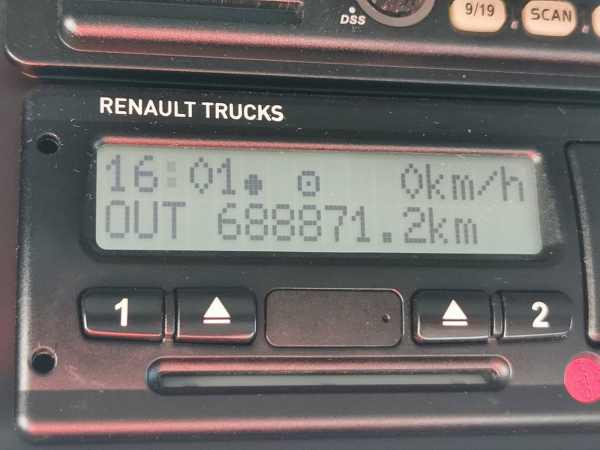 DSS
9/19
SCAN
RENAULT TRUCKS
16:01 0km/h
OUT 688871.2km
1
2